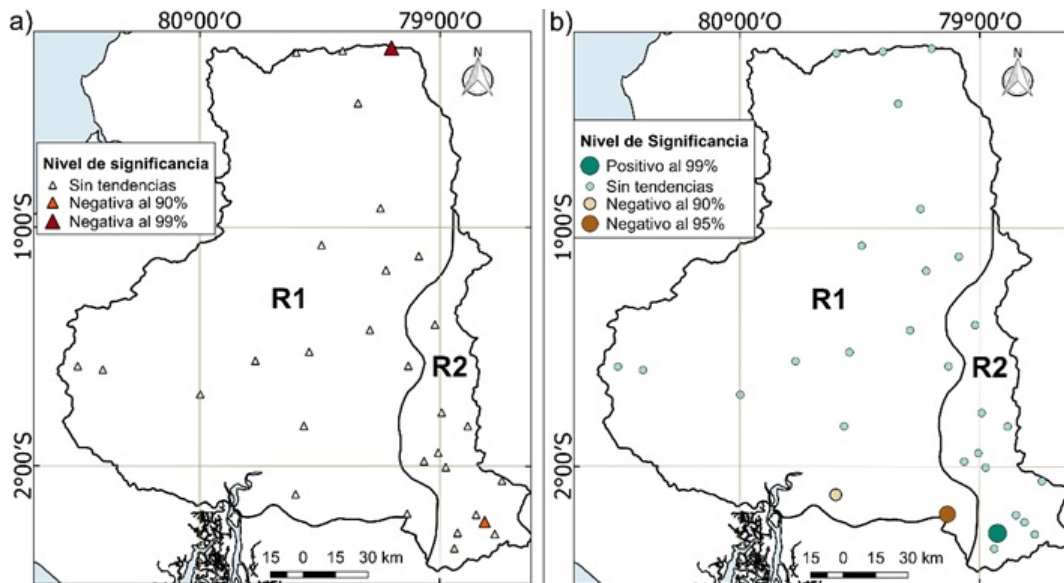 a)
80°00'O
79°00'O
N
Nivel de significancia
Sin tendencias
Negativa al 90%
Negativa al 99%
1°00'S
R1
R2
2°00'S
15 0 15 30 km
b)
80°00'O
79°00'O
N
Nivel de Significancia
Positivo al 99%
Sin tendencias
Negativo al 90%
Negativo al 95%
1°00'S
R1
R2
2°00'S
15 0 15 30 km